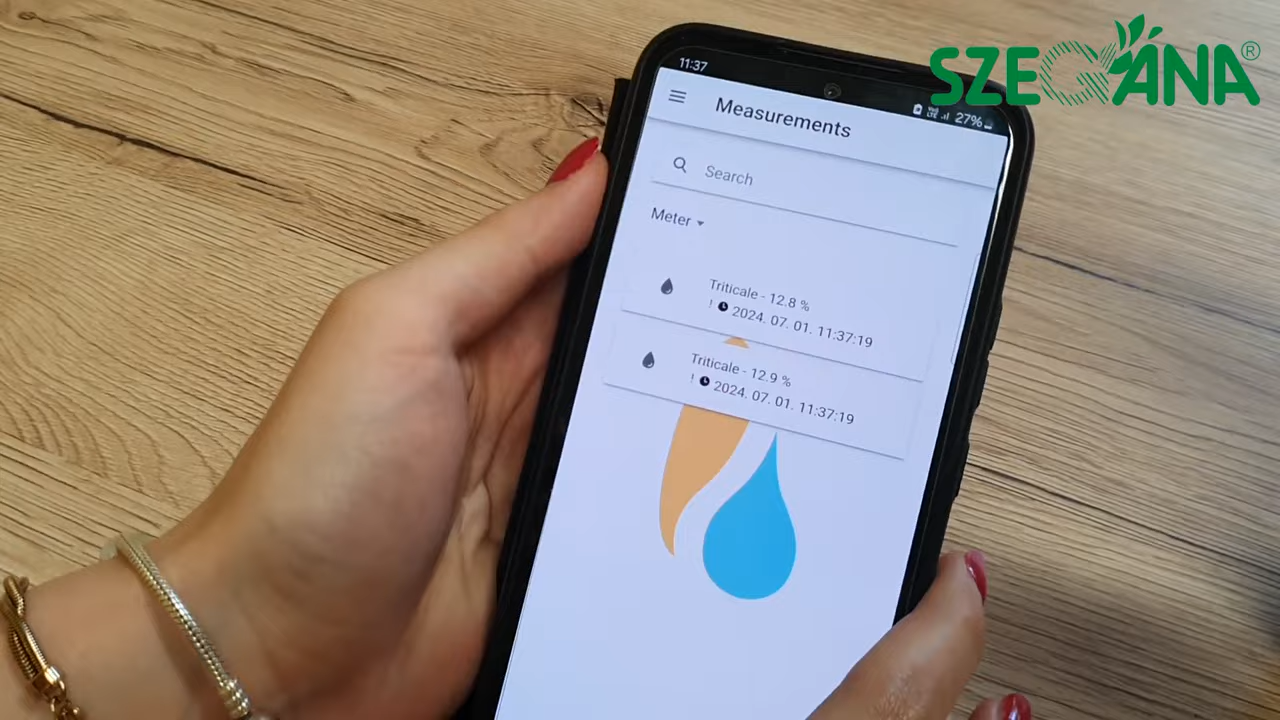 SZEGÁNA®
11:37
27%
Measurements
Search
Meter
Triticale - 12.8 %
! 2024. 07. 01. 11:37:19
Triticale - 12.9 %
! 2024. 07. 01. 11:37:19